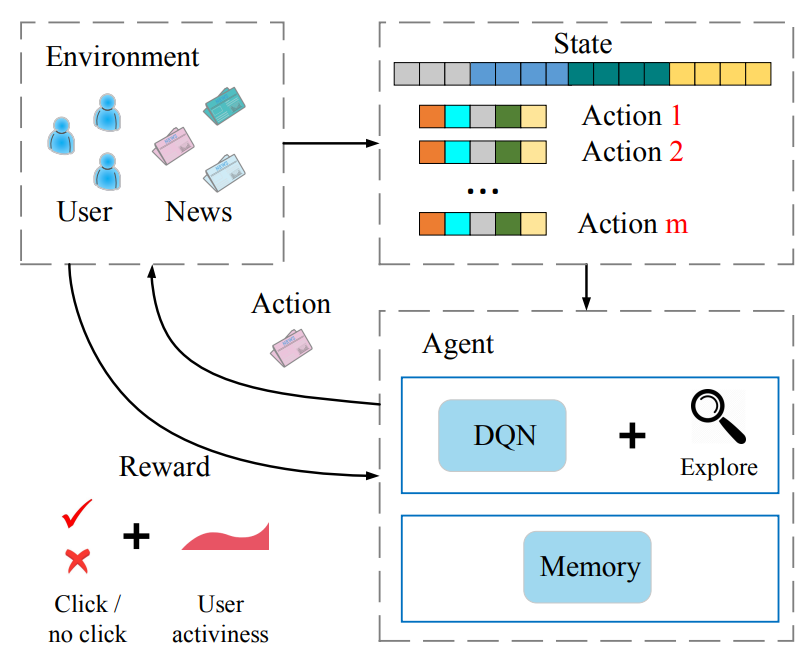 Environment
User
News
State
Action 1
Action 2
...
Action m
Action
Agent
DQN
+
Explore
Memory
Reward
+
Click /
no click
User
activiness